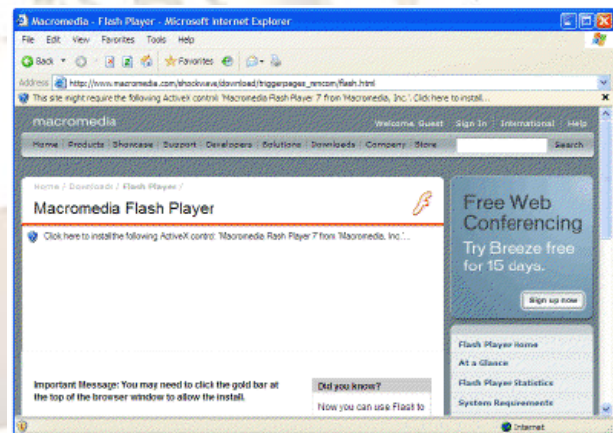 Macromedia - Flash Player - Microsoft Internet Explorer
File Edit View Favorites Tools Help
Back Favorites
Address http://www.macromedia.com/shockwave/download/triggerpages_mmcom/flash.html
This site might require the following ActiveX control: 'Macromedia Flash Player 7' from 'Macromedia, Inc.'. Click here to install...
macromedia
Welcome, Guest Sign In International Help
Home Products Showcase Support Developers Solutions Downloads Company Store Search
Home / Downloads / Flash Player /
Macromedia Flash Player
Click here to install the following ActiveX control: 'Macromedia Flash Player 7' from 'Macromedia, Inc.'...
Free Web
Conferencing
Try Breeze free
for 15 days.
Sign up now
Flash Player Home
At a Glance
Flash Player Statistics
System Requirements
Important Message: You may need to click the gold bar at
the top of the browser window to allow the install.
Did you know?
Now you can use Flash to
Internet